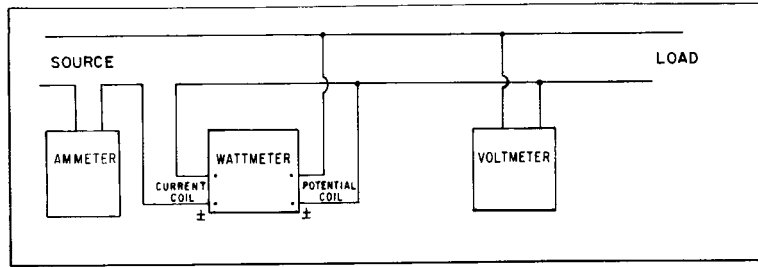 SOURCE
LOAD
AMMETER
WATTMETER
VOLTMETER
CURRENT
COIL
±
POTENTIAL
COIL
±